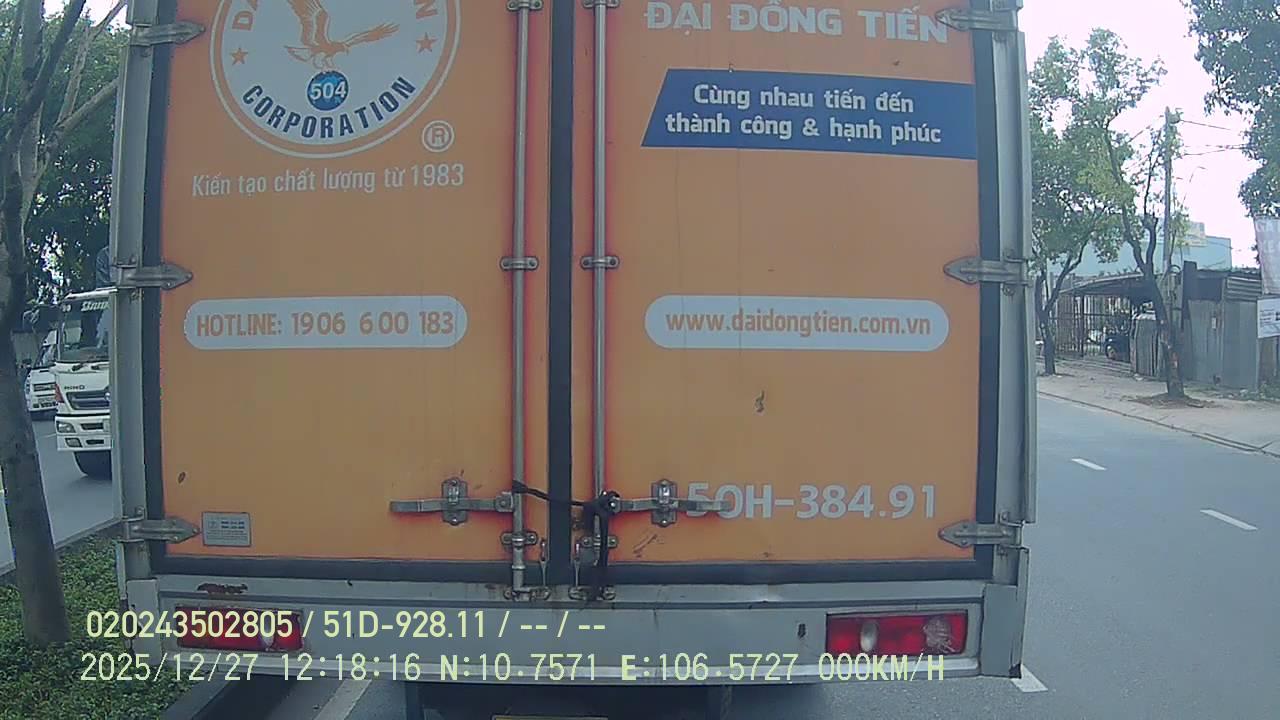 504
CORPORATION
®
Kiến tạo chất lượng từ 1983
HOTLINE: 1906 600 183
ĐẠI ĐỒNG TIẾN
Cùng nhau tiến đến
thành công & hạnh phúc
www.daidongtien.com.vn
50H-384.91
HINO
020243502805 / 51D-928.11 / -- / --
2025/12/27 12:18:16 N:10.7571 E:106.5727 000KM/H